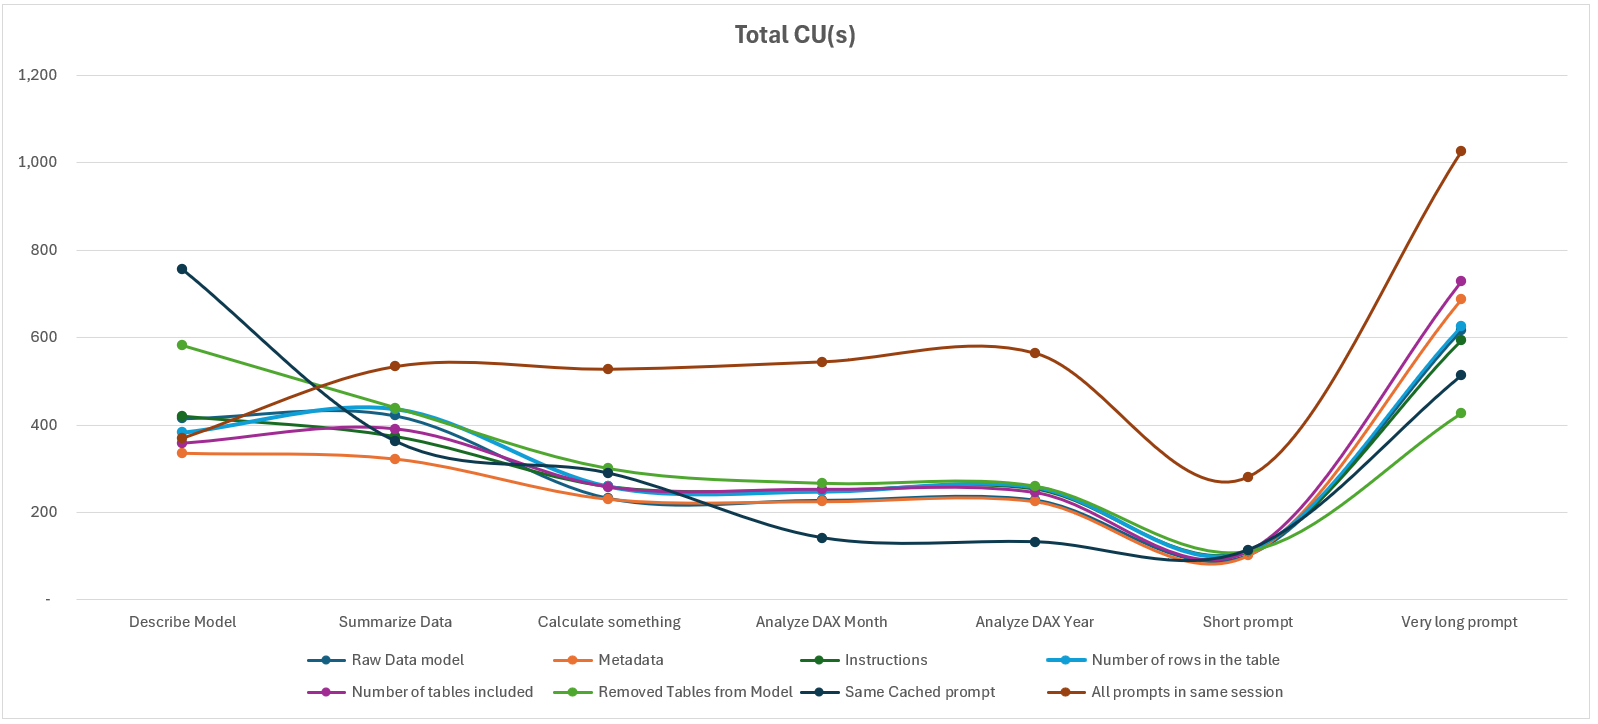 Total CU(s)
1,200
1,000
800
600
400
200
-
Describe Model Summarize Data Calculate something Analyze DAX Month Analyze DAX Year Short prompt Very long prompt
Raw Data model Metadata Instructions Number of rows in the table
Number of tables included Removed Tables from Model Same Cached prompt All prompts in same session